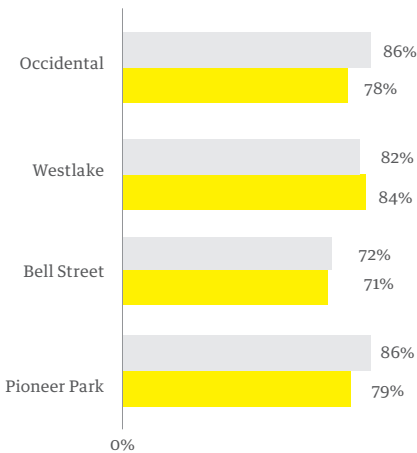 86%
Occidental
78%
82%
Westlake
84%
72%
Bell Street
71%
86%
Pioneer Park
79%
0%